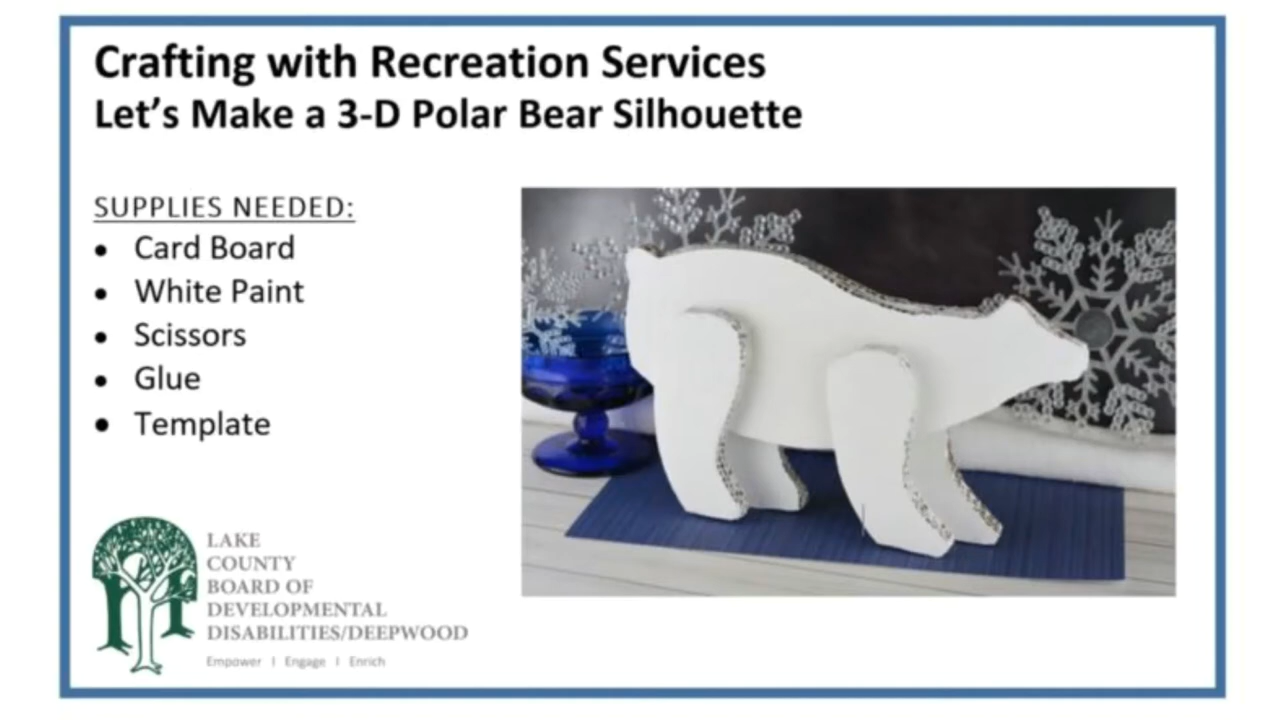 Crafting with Recreation Services
Let's Make a 3-D Polar Bear Silhouette
SUPPLIES NEEDED:
• Card Board
• White Paint
• Scissors
• Glue
• Template
LAKE
COUNTY
BOARD OF
DEVELOPMENTAL
DISABILITIES/DEEPWOOD
Empower | Engage | Enrich